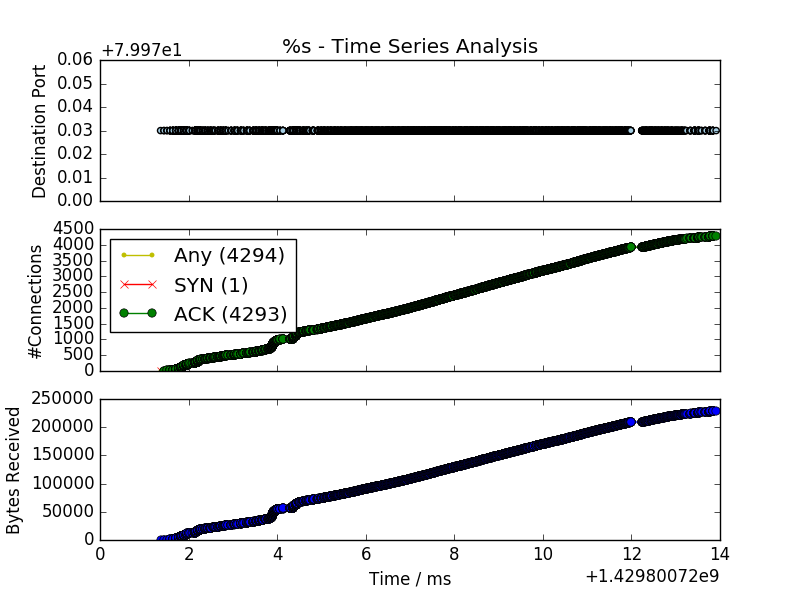 %s - Time Series Analysis
+7.997e1
Destination Port
0.06
0.05
0.04
0.03
0.02
0.01
0.00
#Connections
4500
4000
3500
3000
2500
2000
1500
1000
500
0
Any (4294)
SYN (1)
ACK (4293)
Bytes Received
250000
200000
150000
100000
50000
0
0 2 4 6 8 10 12 14
Time / ms
+1.42980072e9